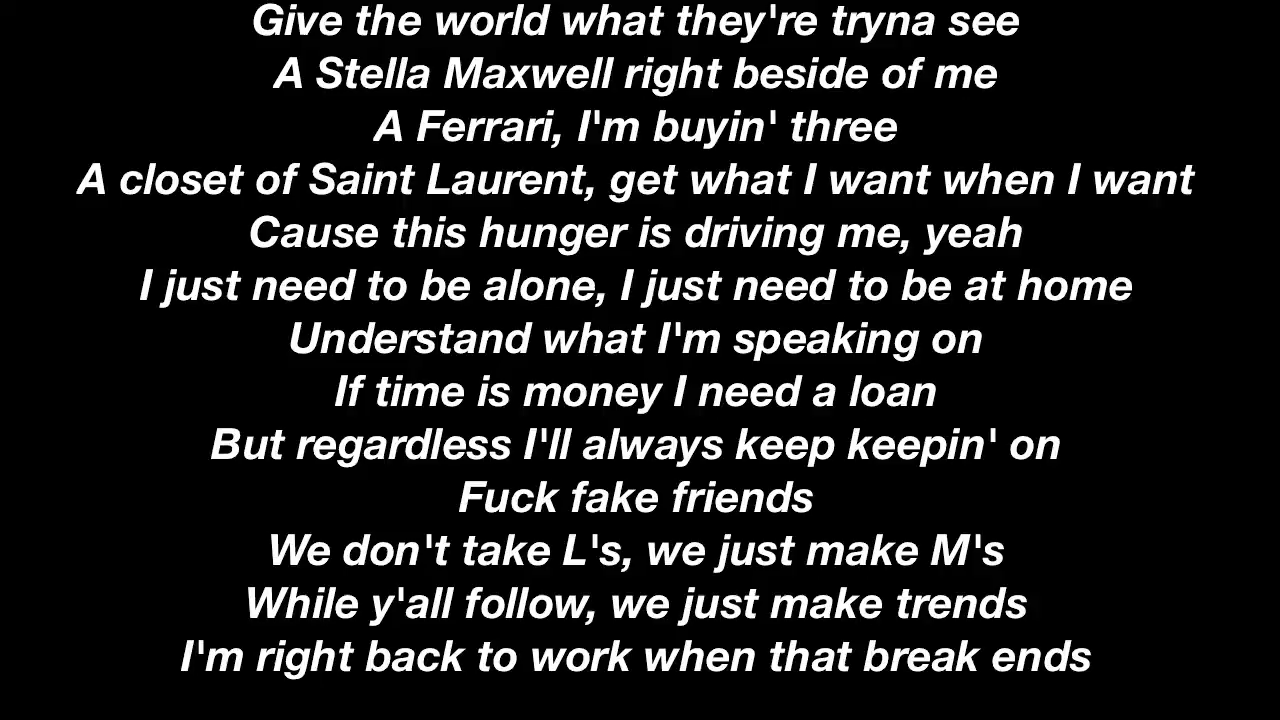 Give the world what they're tryna see
A Stella Maxwell right beside of me
A Ferrari, I'm buyin' three
A closet of Saint Laurent, get what I want when I want
Cause this hunger is driving me, yeah
I just need to be alone, I just need to be at home
Understand what I'm speaking on
If time is money I need a loan
But regardless I'll always keep keepin' on
Fuck fake friends
We don't take L's, we just make M's
While y'all follow, we just make trends
I'm right back to work when that break ends